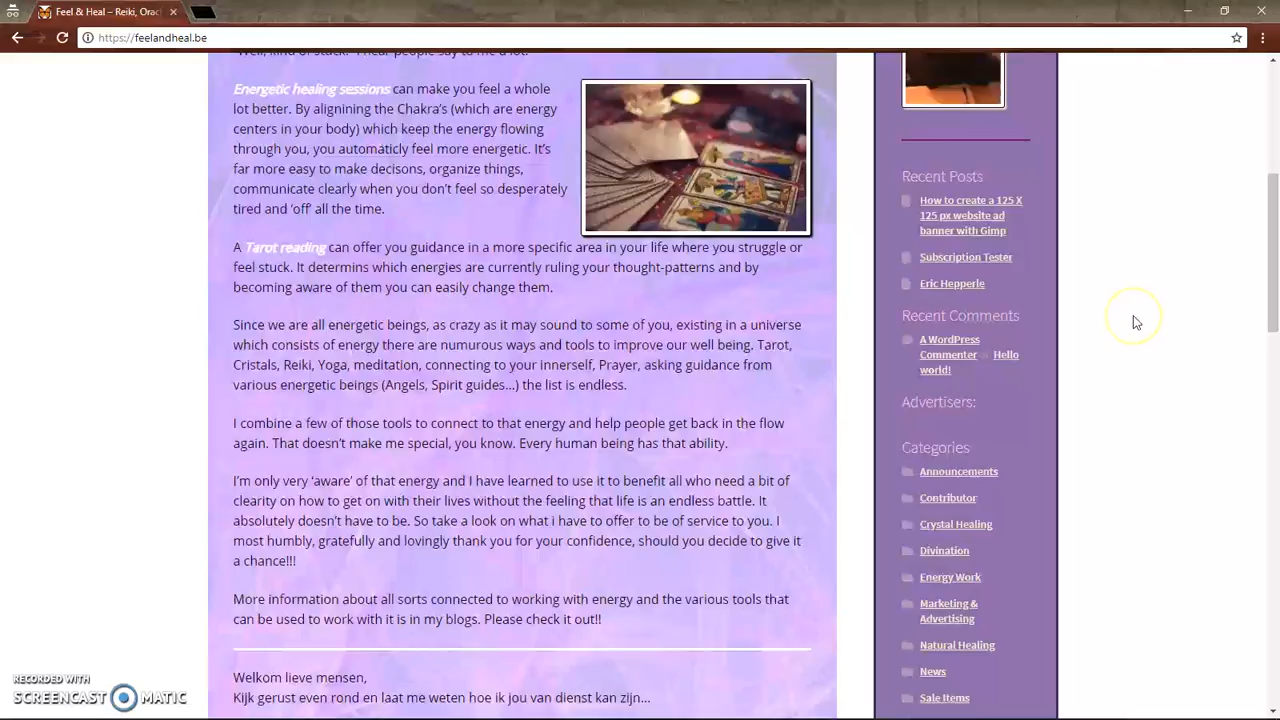 Feel & Heal – Reiki, Orac
https://feelandheal.be
Energetic healing sessions can make you feel a whole
lot better. By alignining the Chakra's (which are energy
centers in your body) which keep the energy flowing
through you, you automaticly feel more energetic. It's
far more easy to make decisons, organize things,
communicate clearly when you don't feel so desperately
tired and 'off' all the time.
A Tarot reading can offer you guidance in a more specific area in your life where you struggle or
feel stuck. It determins which energies are currently ruling your thought-patterns and by
becoming aware of them you can easily change them.
Since we are all energetic beings, as crazy as it may sound to some of you, existing in a universe
which consists of energy there are numurous ways and tools to improve our well being. Tarot,
Cristals, Reiki, Yoga, meditation, connecting to your innerself, Prayer, asking guidance from
various energetic beings (Angels, Spirit guides...) the list is endless.
I combine a few of those tools to connect to that energy and help people get back in the flow
again. That doesn't make me special, you know. Every human being has that ability.
I'm only very 'aware' of that energy and I have learned to use it to benefit all who need a bit of
clarity on how to get on with their lives without the feeling that life is an endless battle. It
absolutely doesn't have to be. So take a look on what i have to offer to be of service to you. I
most humbly, gratefully and lovingly thank you for your confidence, should you decide to give it
a chance!!!
More information about all sorts connected to working with energy and the various tools that
can be used to work with it is in my blogs. Please check it out!!
Welkom lieve mensen,
Kijk gerust even rond en laat me weten hoe ik jou van dienst kan zijn...
Recent Posts
How to create a 125 X
125 px website ad
banner with Gimp
Subscription Tester
Eric Hepperle
Recent Comments
A WordPress
Commenter on Hello
world!
Advertisers:
Categories
Announcements
Contributor
Crystal Healing
Divination
Energy Work
Marketing &
Advertising
Natural Healing
News
Sale Items
RECORDED WITH
SCREENCAST MATIC